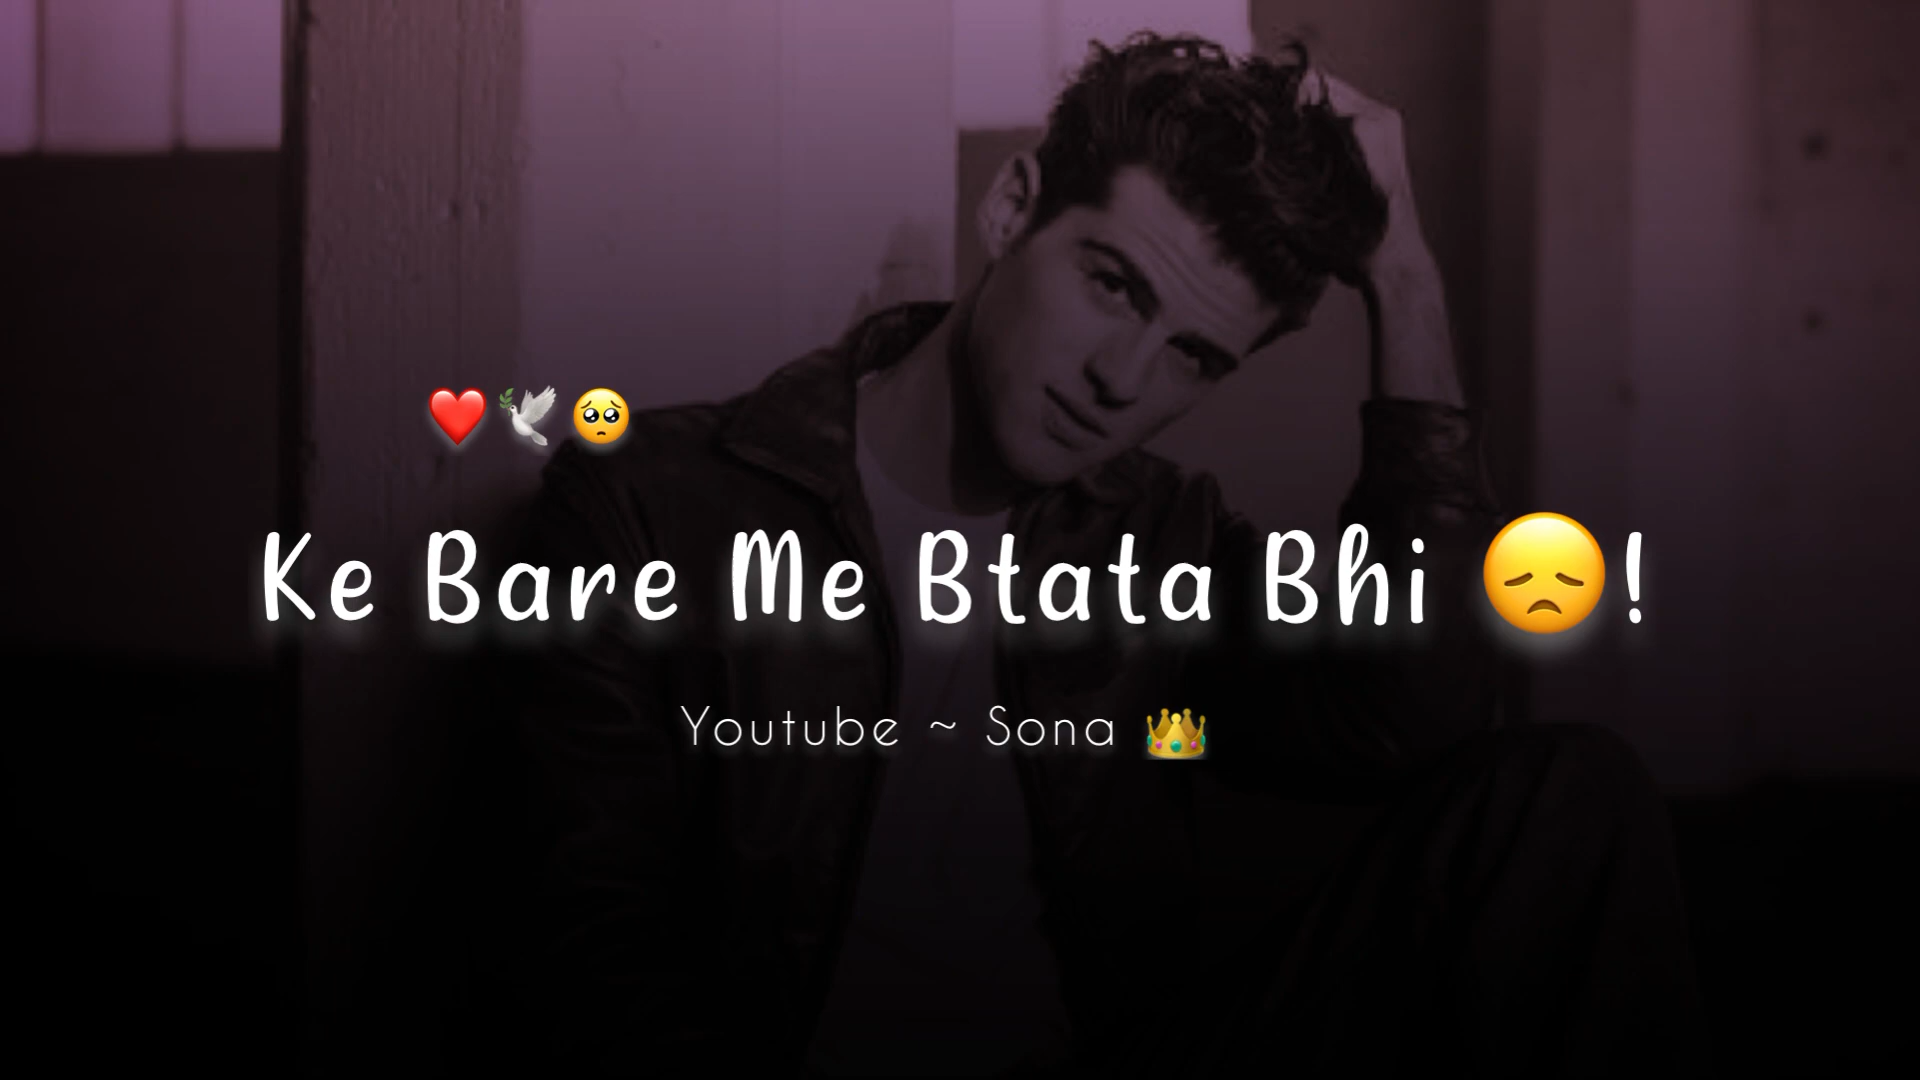 ❤️🕊️🥺
Ke Bare Me Btata Bhi 😞!
Youtube ~ Sona 👑